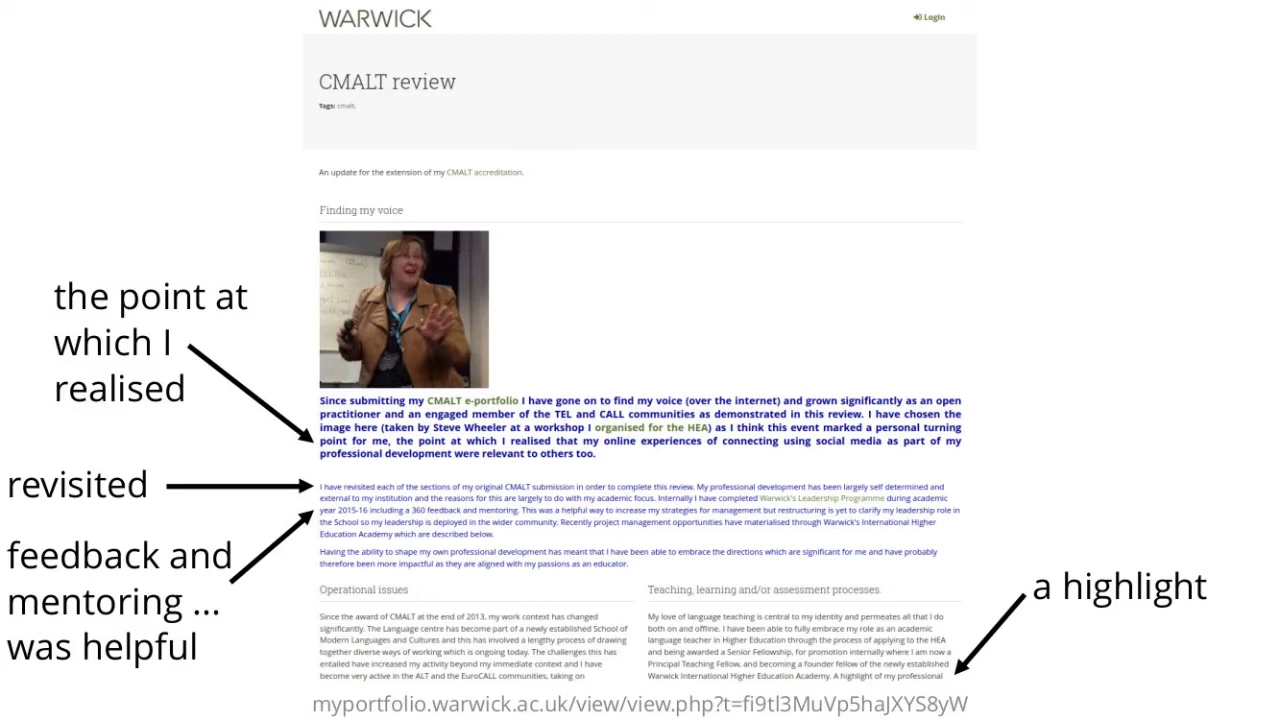 WARWICK
Login
CMALT review
Tags: cmalt.
An update for the extension of my CMALT accreditation.
Finding my voice
the point at
which I
realised
Since submitting my CMALT e-portfolio I have gone on to find my voice (over the internet) and grown significantly as an open
practitioner and an engaged member of the TEL and CALL communities as demonstrated in this review. I have chosen the
image here (taken by Steve Wheeler at a workshop I organised for the HEA) as I think this event marked a personal turning
point for me, the point at which I realised that my online experiences of connecting using social media as part of my
professional development were relevant to others too.
revisited
I have revisited each of the sections of my original CMALT submission in order to complete this review. My professional development has been largely self determined and
external to my institution and the reasons for this are largely to do with my academic focus. Internally I have completed Warwick's Leadership Programme during academic
year 2015-16 including a 360 feedback and mentoring. This was a helpful way to increase my strategies for management but restructuring is yet to clarify my leadership role in
the School so my leadership is deployed in the wider community. Recently project management opportunities have materialised through Warwick's International Higher
Education Academy which are described below.
feedback and
mentoring ...
was helpful
Having the ability to shape my own professional development has meant that I have been able to embrace the directions which are significant for me and have probably
therefore been more impactful as they are aligned with my passions as an educator.
Operational issues
Since the award of CMALT at the end of 2013, my work context has changed
significantly. The Language centre has become part of a newly established School of
Modern Languages and Cultures and this has involved a lengthy process of drawing
together diverse ways of working which is ongoing today. The challenges this has
entailed have increased my activity beyond my immediate context and I have
become very active in the ALT and the EuroCALL communities, taking on
Teaching, learning and/or assessment processes.
My love of language teaching is central to my identity and permeates all that I do
both on and offline. I have been able to fully embrace my role as an academic
language teacher in Higher Education through the process of applying to the HEA
and being awarded a Senior Fellowship, for promotion internally where I am now a
Principal Teaching Fellow, and becoming a founder fellow of the newly established
Warwick International Higher Education Academy. A highlight of my professional
a highlight
myportfolio.warwick.ac.uk/view/view.php?t=fi9tl3MuVp5haJXYS8yW